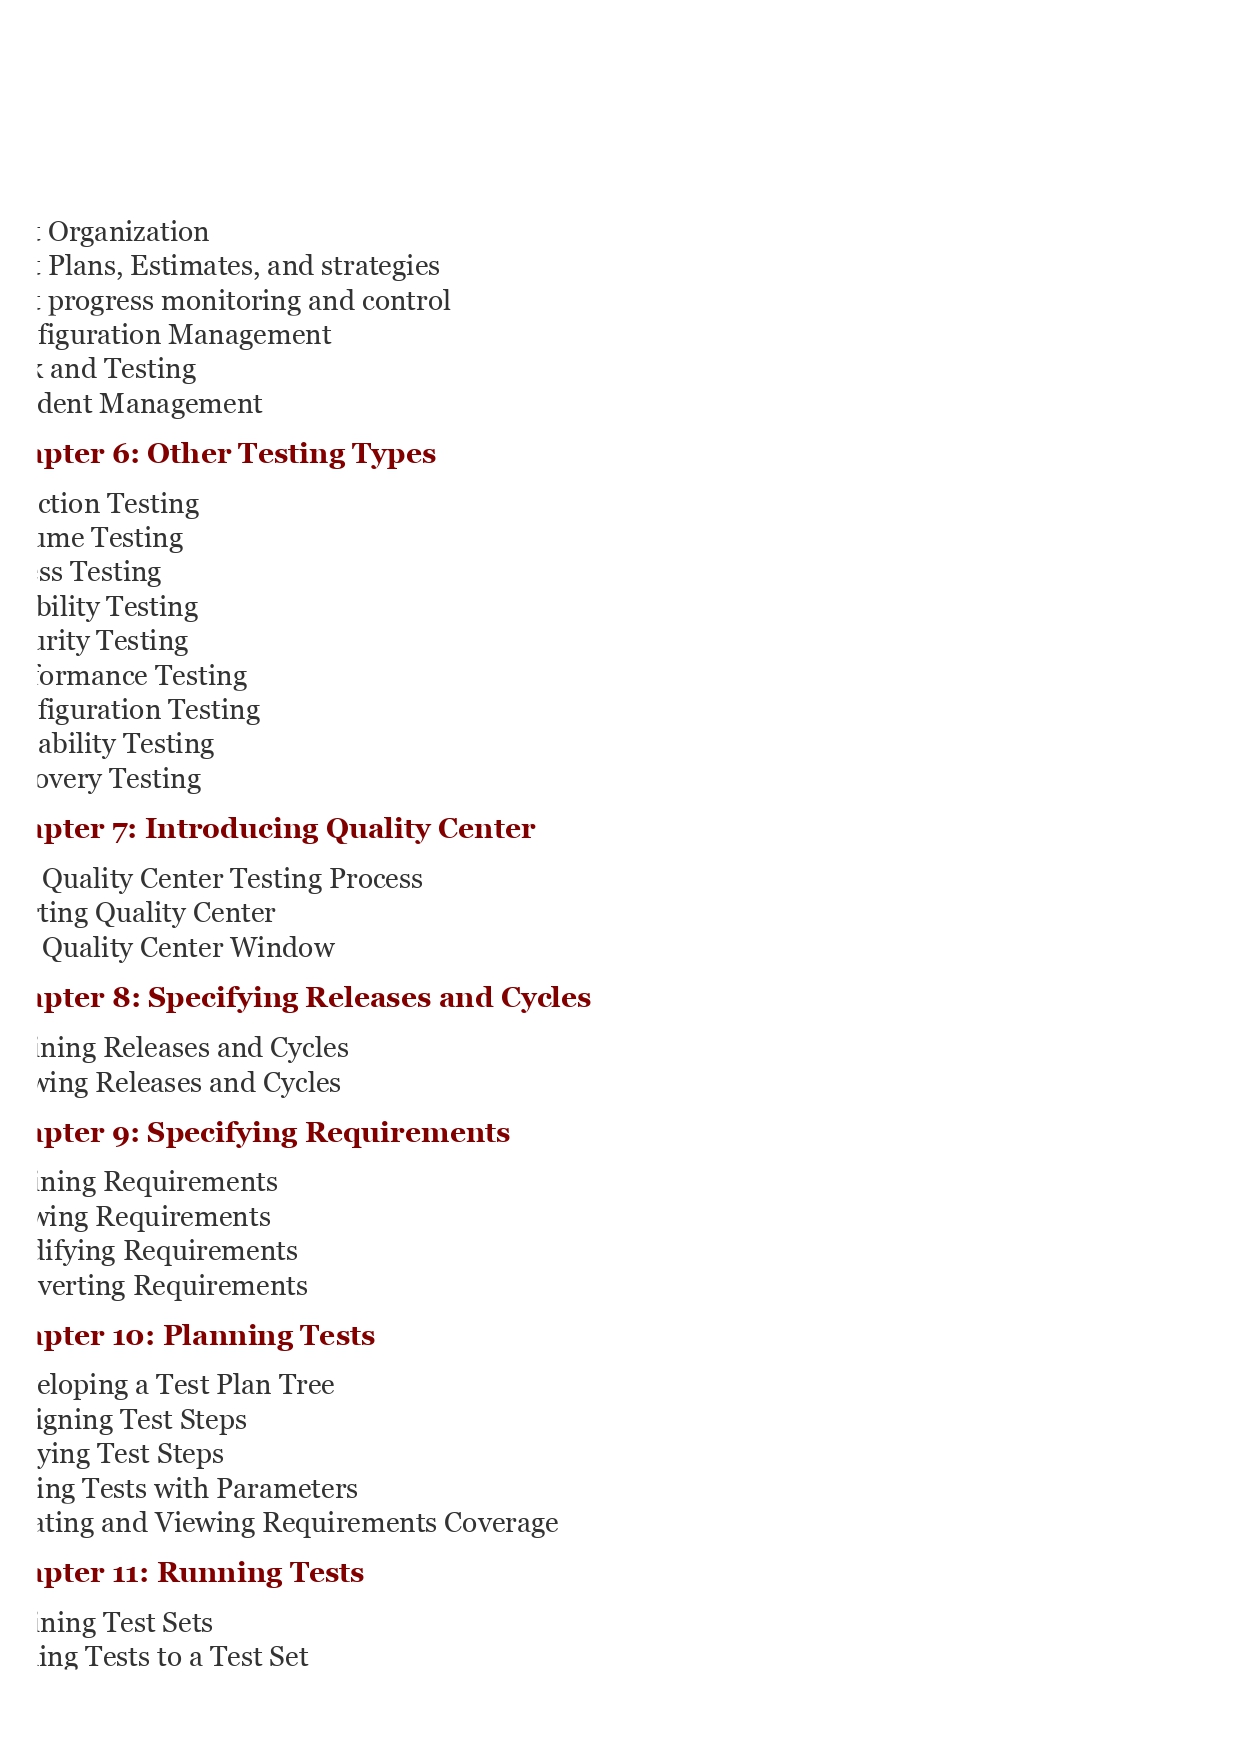 Organization
Plans, Estimates, and strategies
progress monitoring and control
figuration Management
and Testing
dent Management
apter 6: Other Testing Types
ction Testing
ume Testing
ss Testing
bility Testing
urity Testing
formance Testing
figuration Testing
ability Testing
overy Testing
apter 7: Introducing Quality Center
Quality Center Testing Process
rting Quality Center
Quality Center Window
apter 8: Specifying Releases and Cycles
ining Releases and Cycles
wing Releases and Cycles
apter 9: Specifying Requirements
ining Requirements
wing Requirements
difying Requirements
verting Requirements
apter 10: Planning Tests
eloping a Test Plan Tree
igning Test Steps
ying Test Steps
ing Tests with Parameters
ating and Viewing Requirements Coverage
apter 11: Running Tests
ining Test Sets
ing Tests to a Test Set